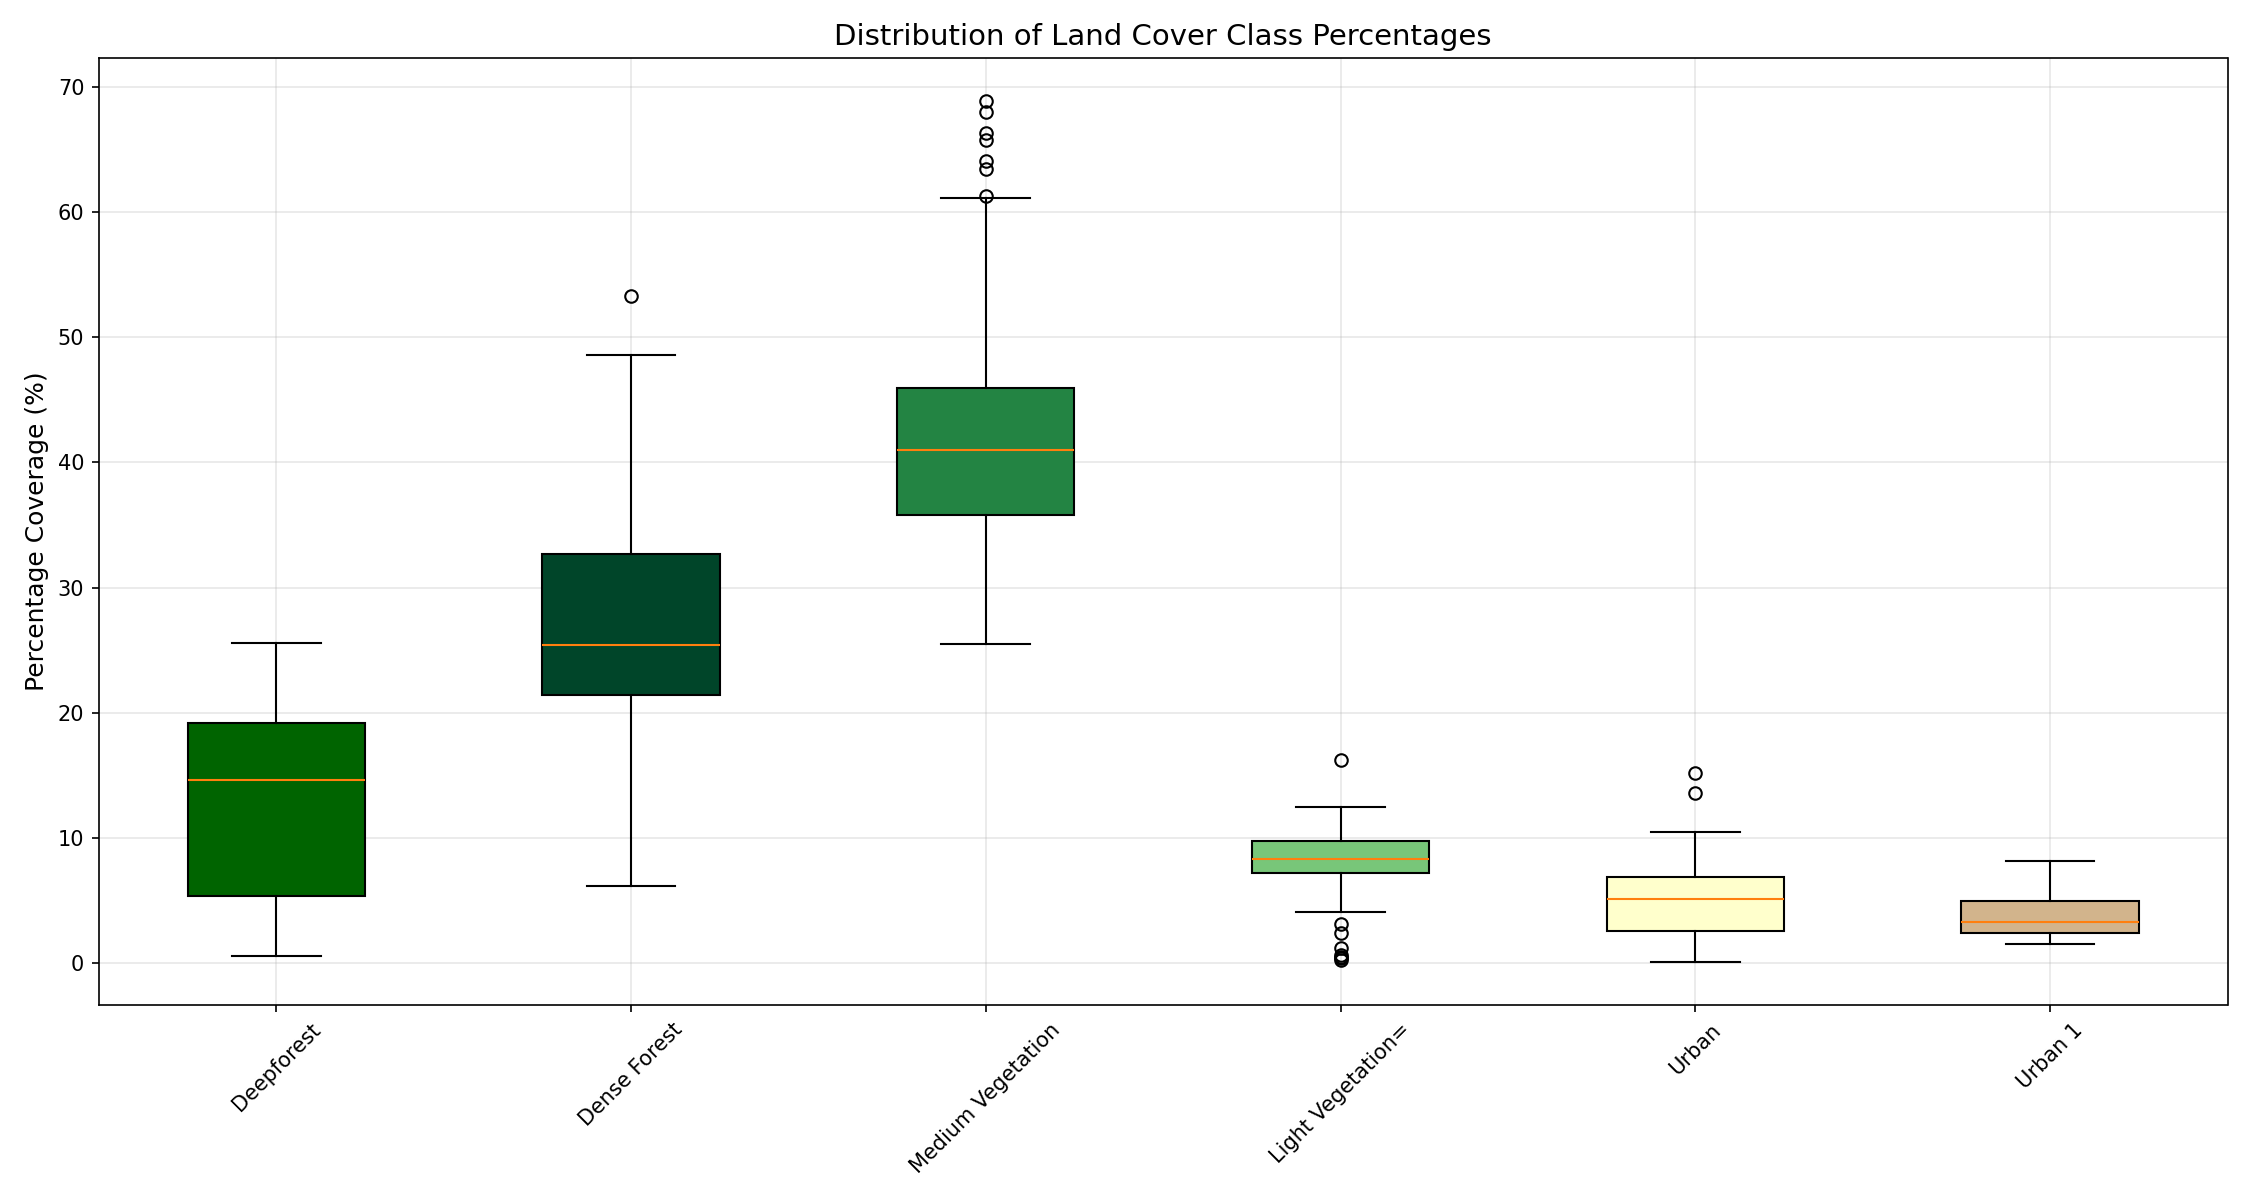 Distribution of Land Cover Class Percentages
Percentage Coverage (%)
70
60
50
40
30
20
10
0
Deepforest
Dense Forest
Medium Vegetation
Light Vegetation=
Urban
Urban 1